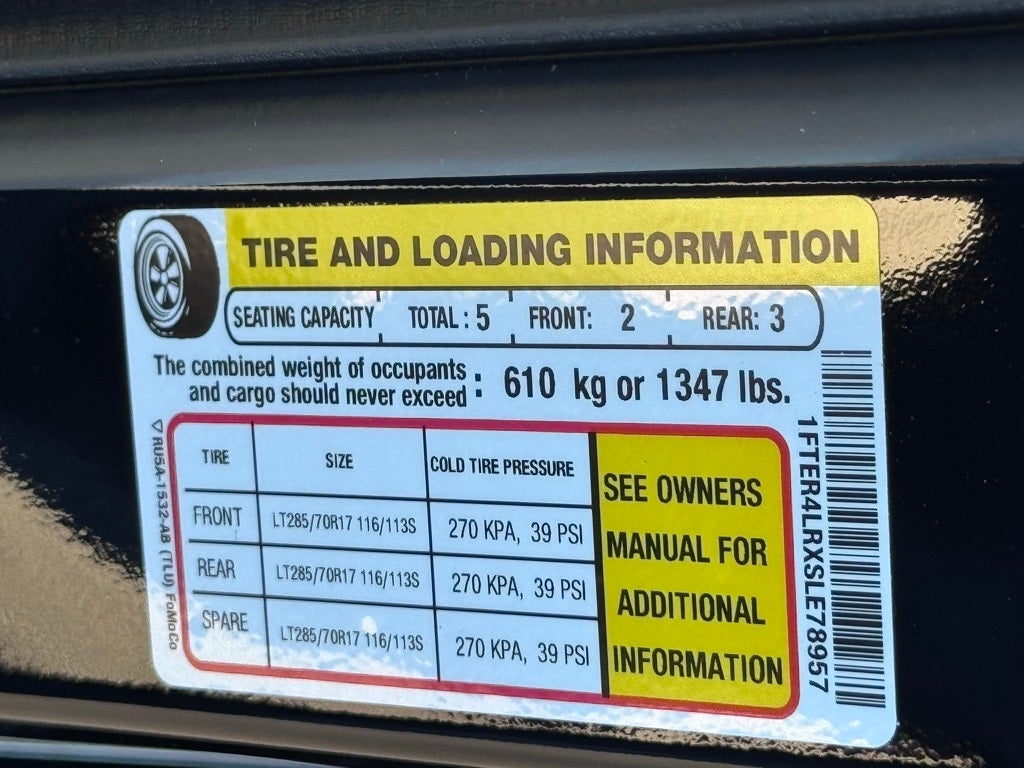 TIRE AND LOADING INFORMATION
SEATING CAPACITY TOTAL : 5 FRONT: 2 REAR: 3
The combined weight of occupants
and cargo should never exceed : 610 kg or 1347 lbs.
TIRE SIZE COLD TIRE PRESSURE
FRONT LT285/70R17 116/113S 270 KPA, 39 PSI
REAR LT285/70R17 116/113S 270 KPA, 39 PSI
SPARE LT285/70R17 116/113S 270 KPA, 39 PSI
SEE OWNERS
MANUAL FOR
ADDITIONAL
INFORMATION
1FTER4LRXSLE78957
▽ RU5A-1532-AB (TLU) FoMoCo